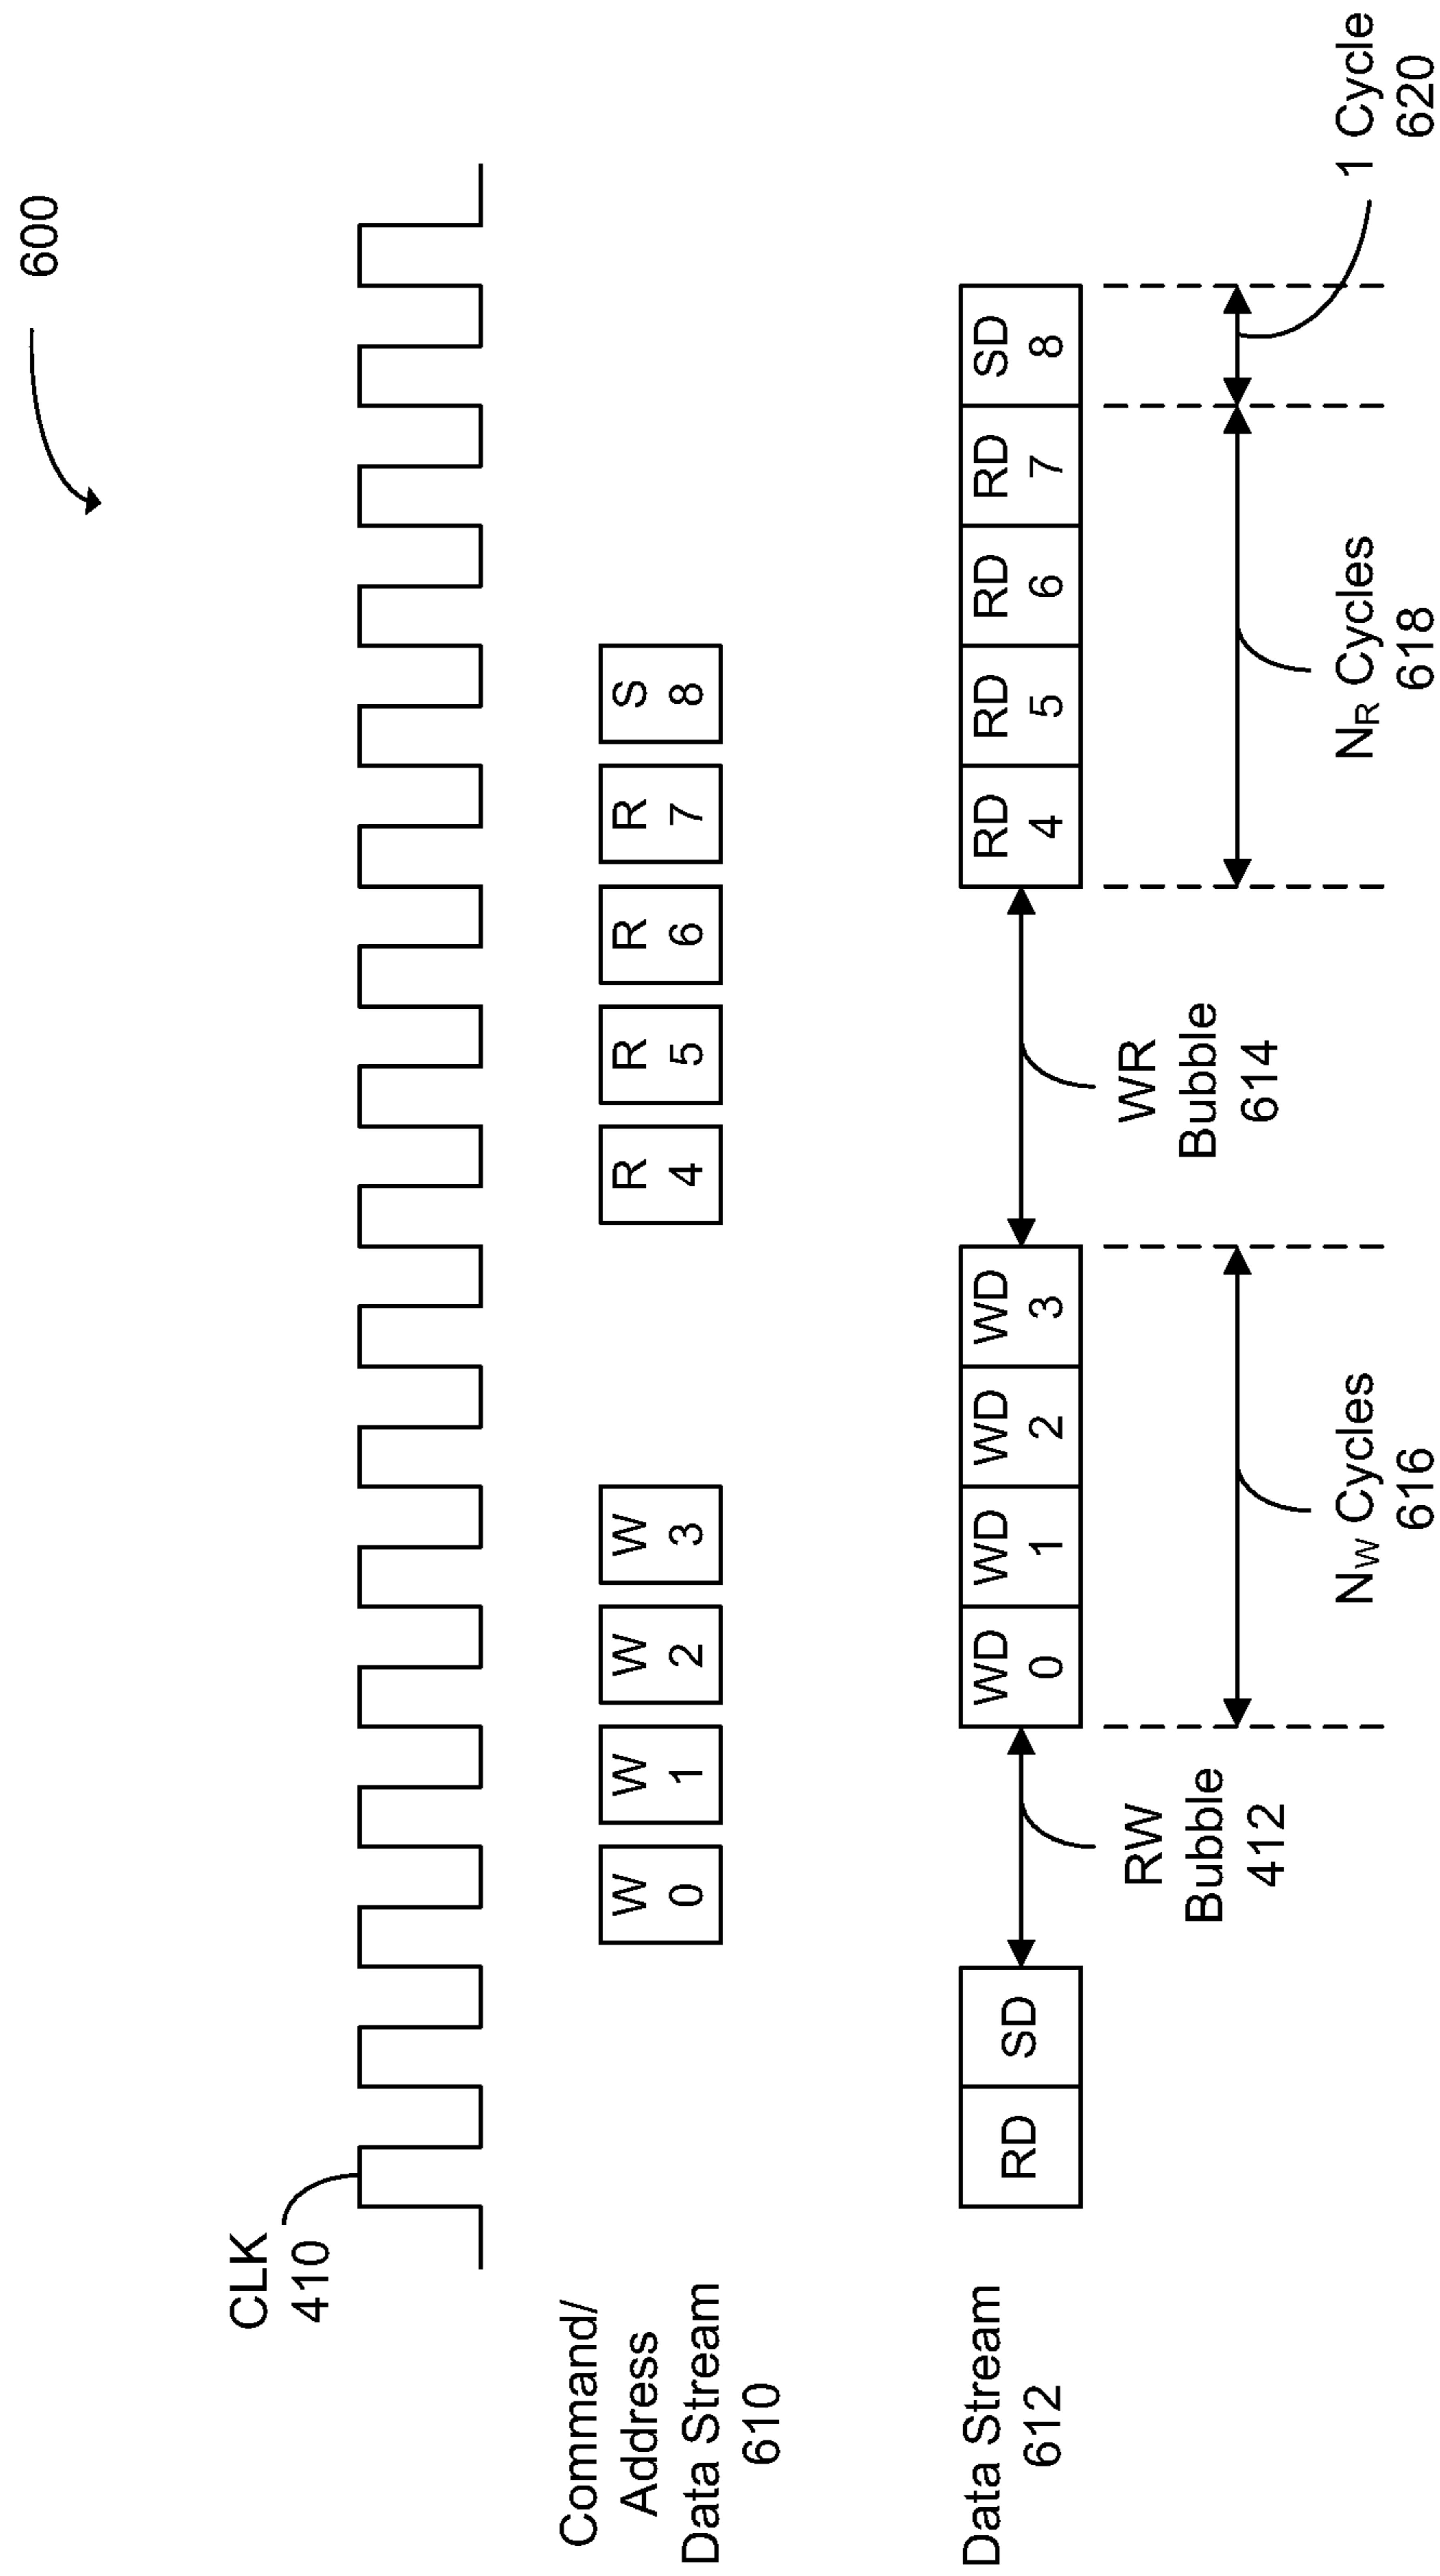 600
CLK
410
Command/
Address
Data Stream
610
W
0
W
1
W
2
W
3
R
4
R
5
R
6
R
7
S
8
Data Stream
612
RD
SD
WD
0
WD
1
WD
2
WD
3
RD
4
RD
5
RD
6
RD
7
SD
8
RW
Bubble
412
WR
Bubble
614
NW Cycles
616
NR Cycles
618
1 Cycle
620